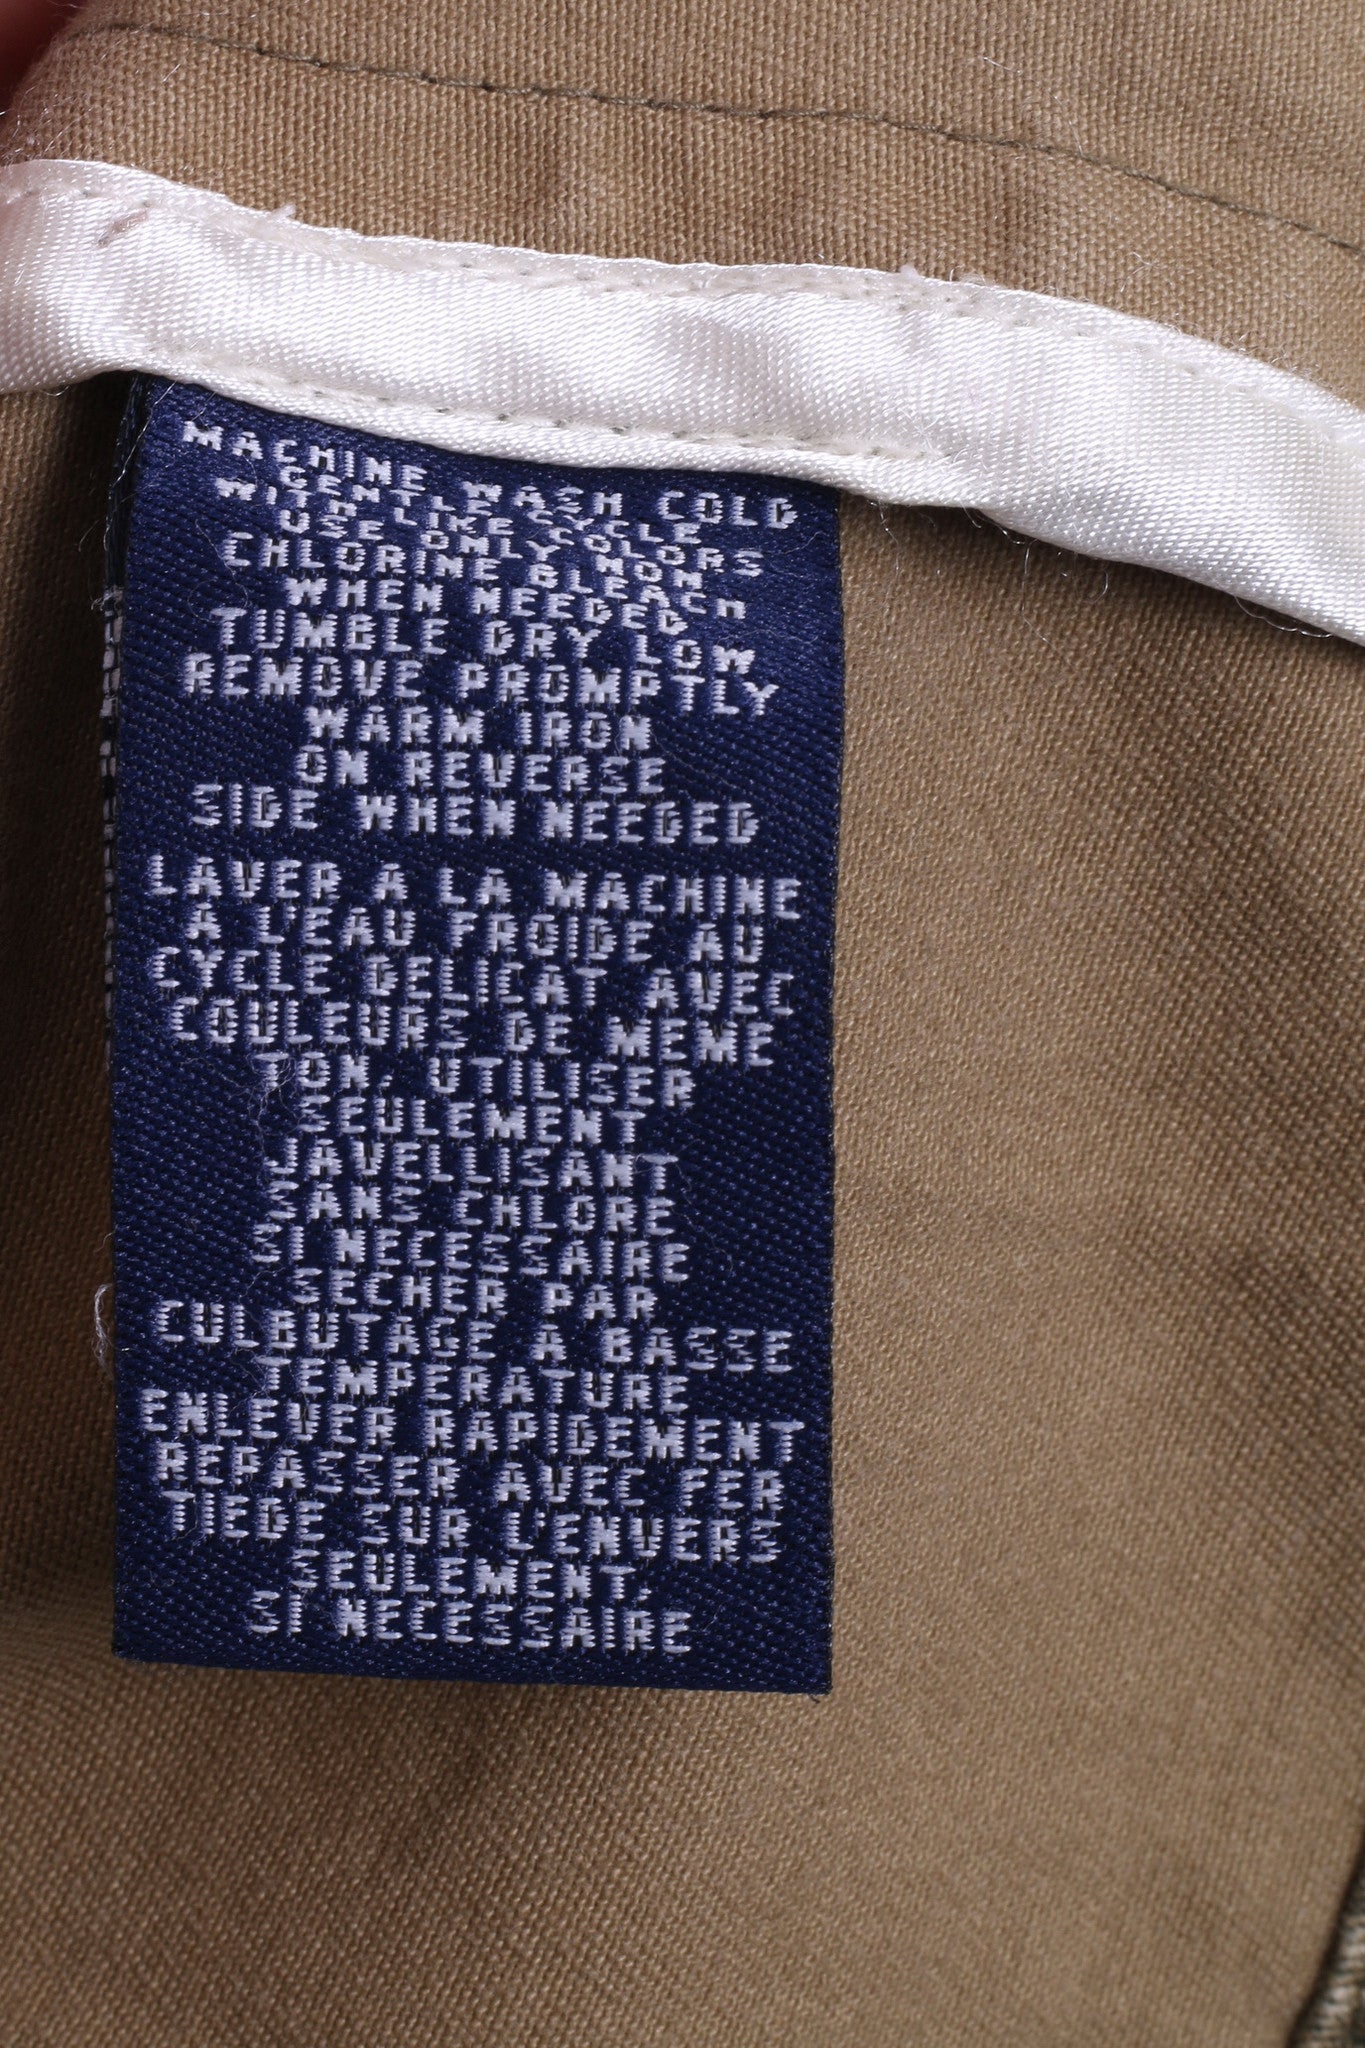 MACHINE WASH COLD
GENTLE CYCLE
WITH LIKE COLORS
USE ONLY NON
CHLORINE BLEACH
WHEN NEEDED
TUMBLE DRY LOW
REMOVE PROMPTLY
WARM IRON
ON REVERSE
SIDE WHEN NEEDED
LAVER A LA MACHINE
A L'EAU FROIDE AU
CYCLE DELICAT AVEC
COULEURS DE MEME
TON, UTILISER
SEULEMENT
JAVELLISANT
SANS CHLORE
SI NECESSAIRE
SECHER PAR
CULBUTAGE A BASSE
TEMPERATURE
ENLEVER RAPIDEMENT
REPASSER AVEC FER
TIEDE SUR L'ENVERS
SEULEMENT,
SI NECESSAIRE